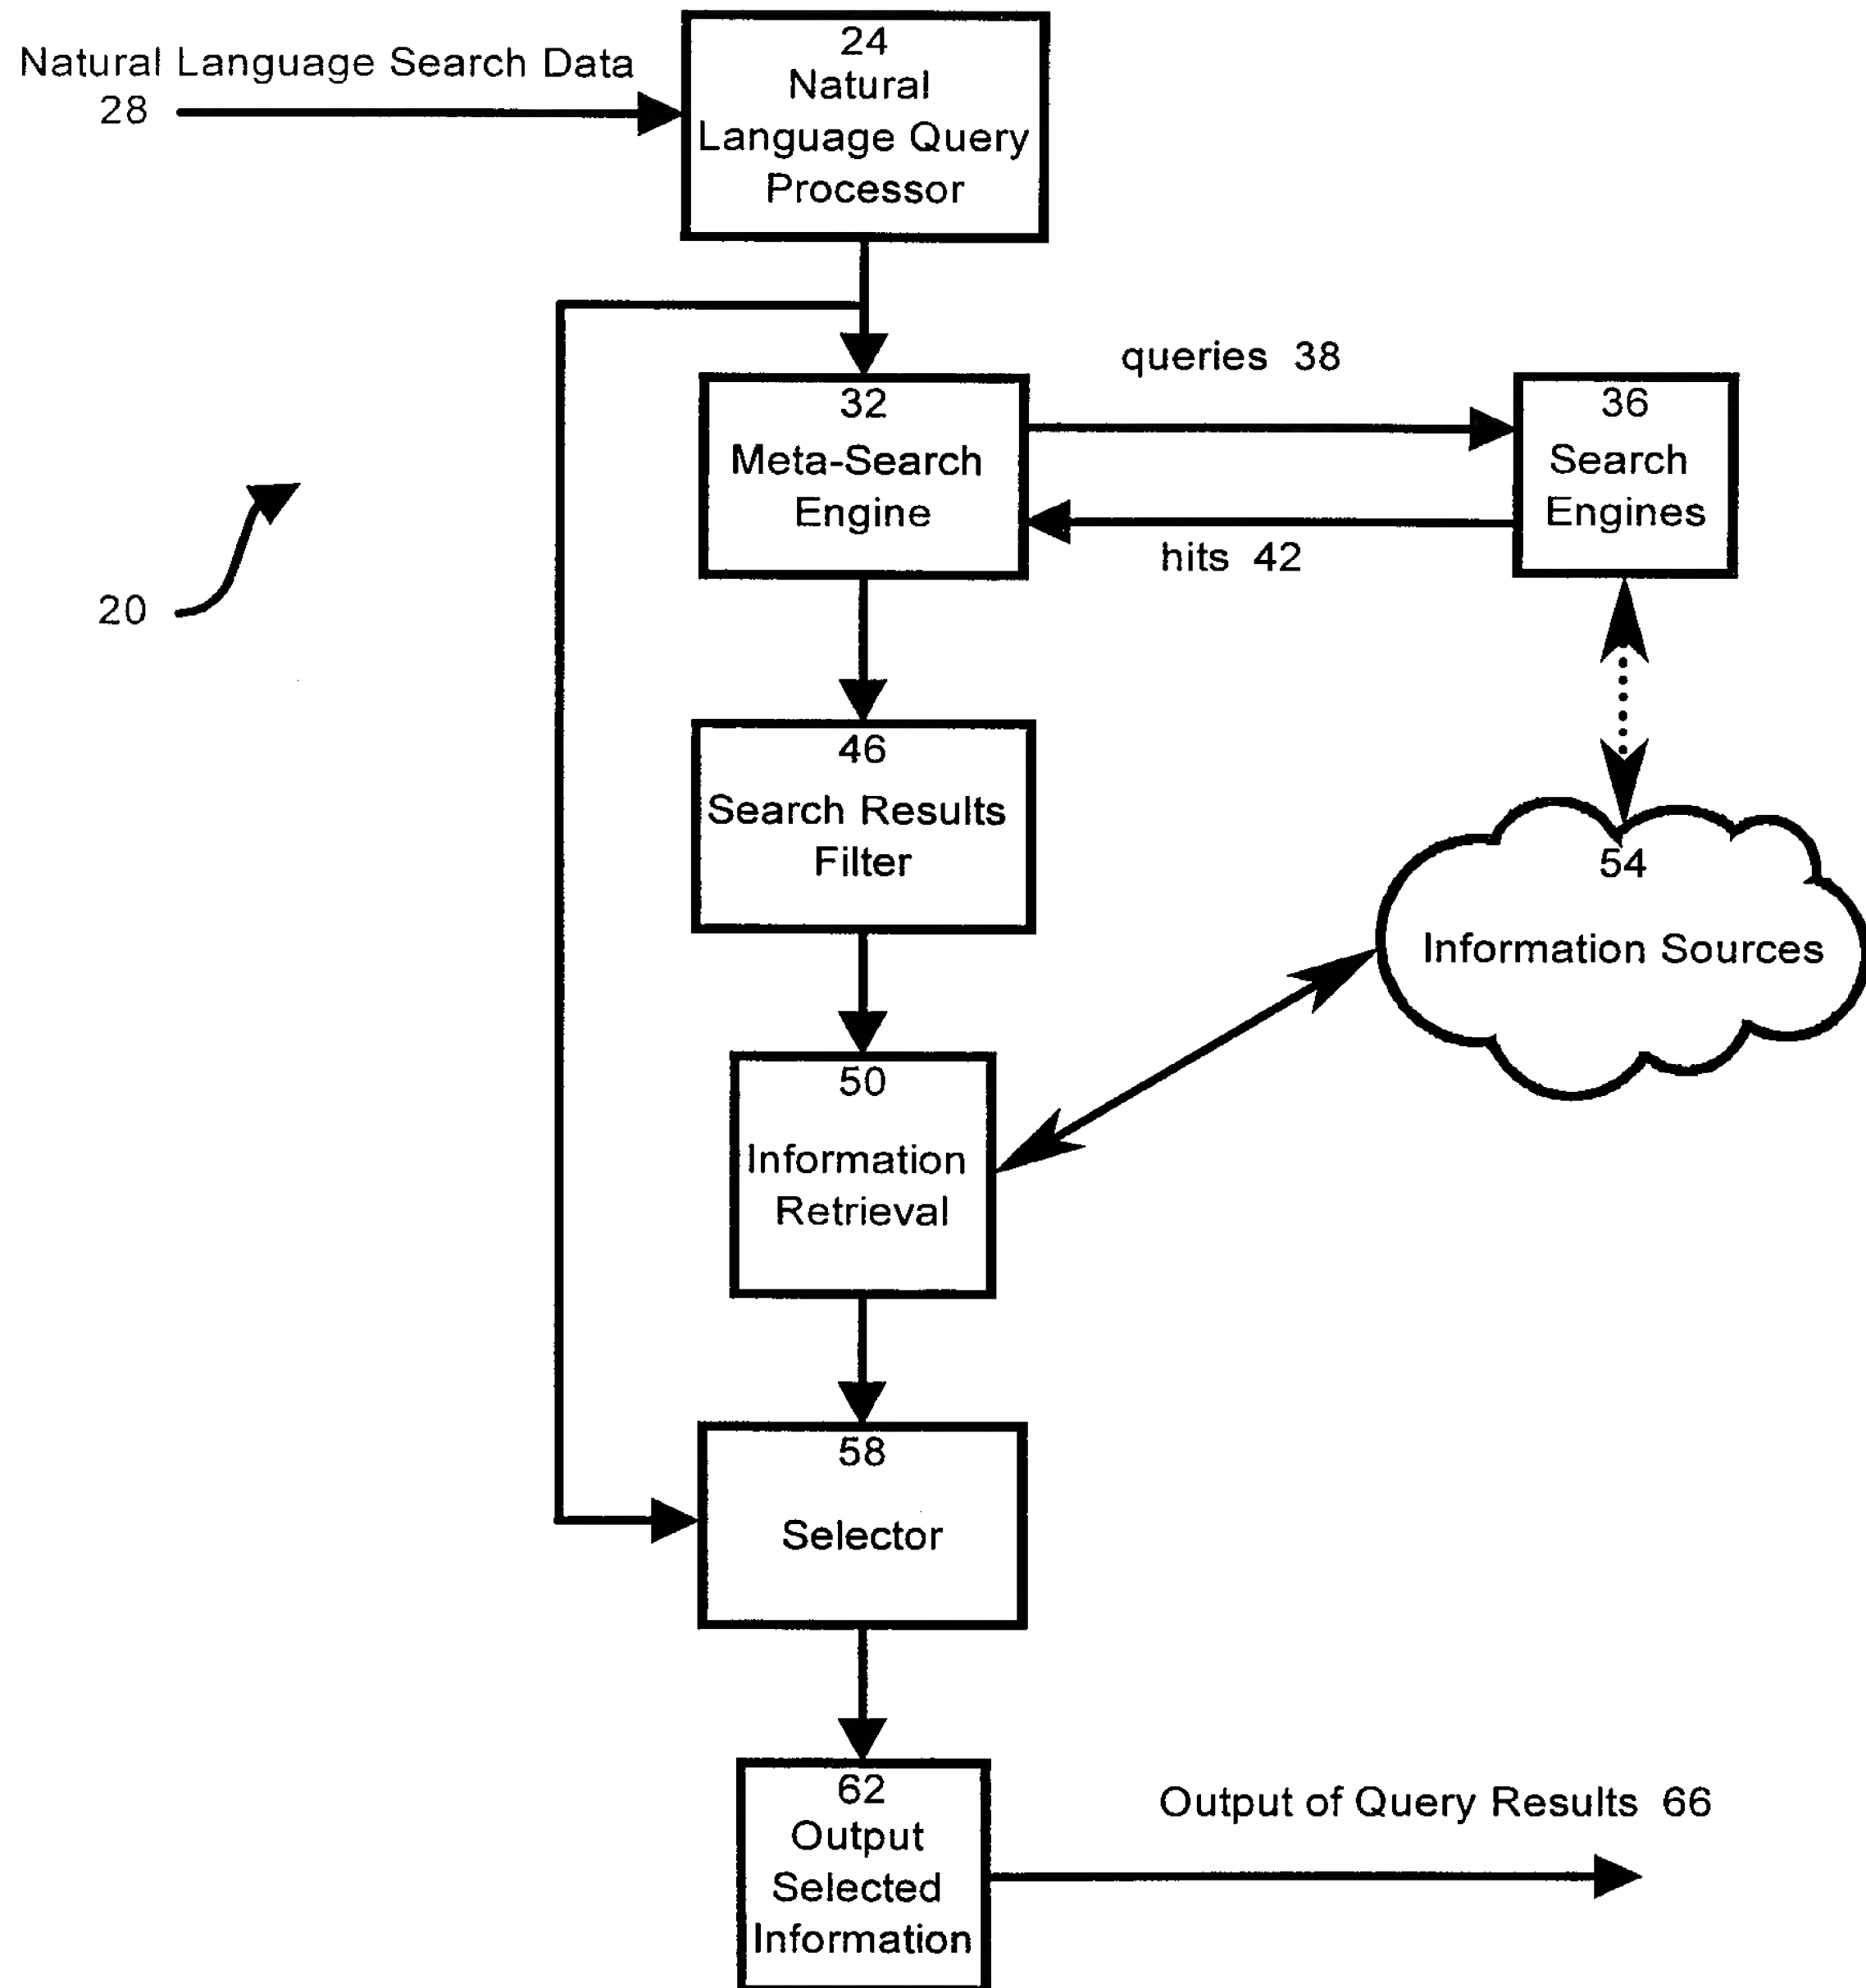 Natural Language Search Data
28
24
Natural
Language Query
Processor
queries 38
32
Meta-Search
Engine
36
Search
Engines
hits 42
20
46
Search Results
Filter
54
Information Sources
50
Information
Retrieval
58
Selector
62
Output
Selected
Information
Output of Query Results 66